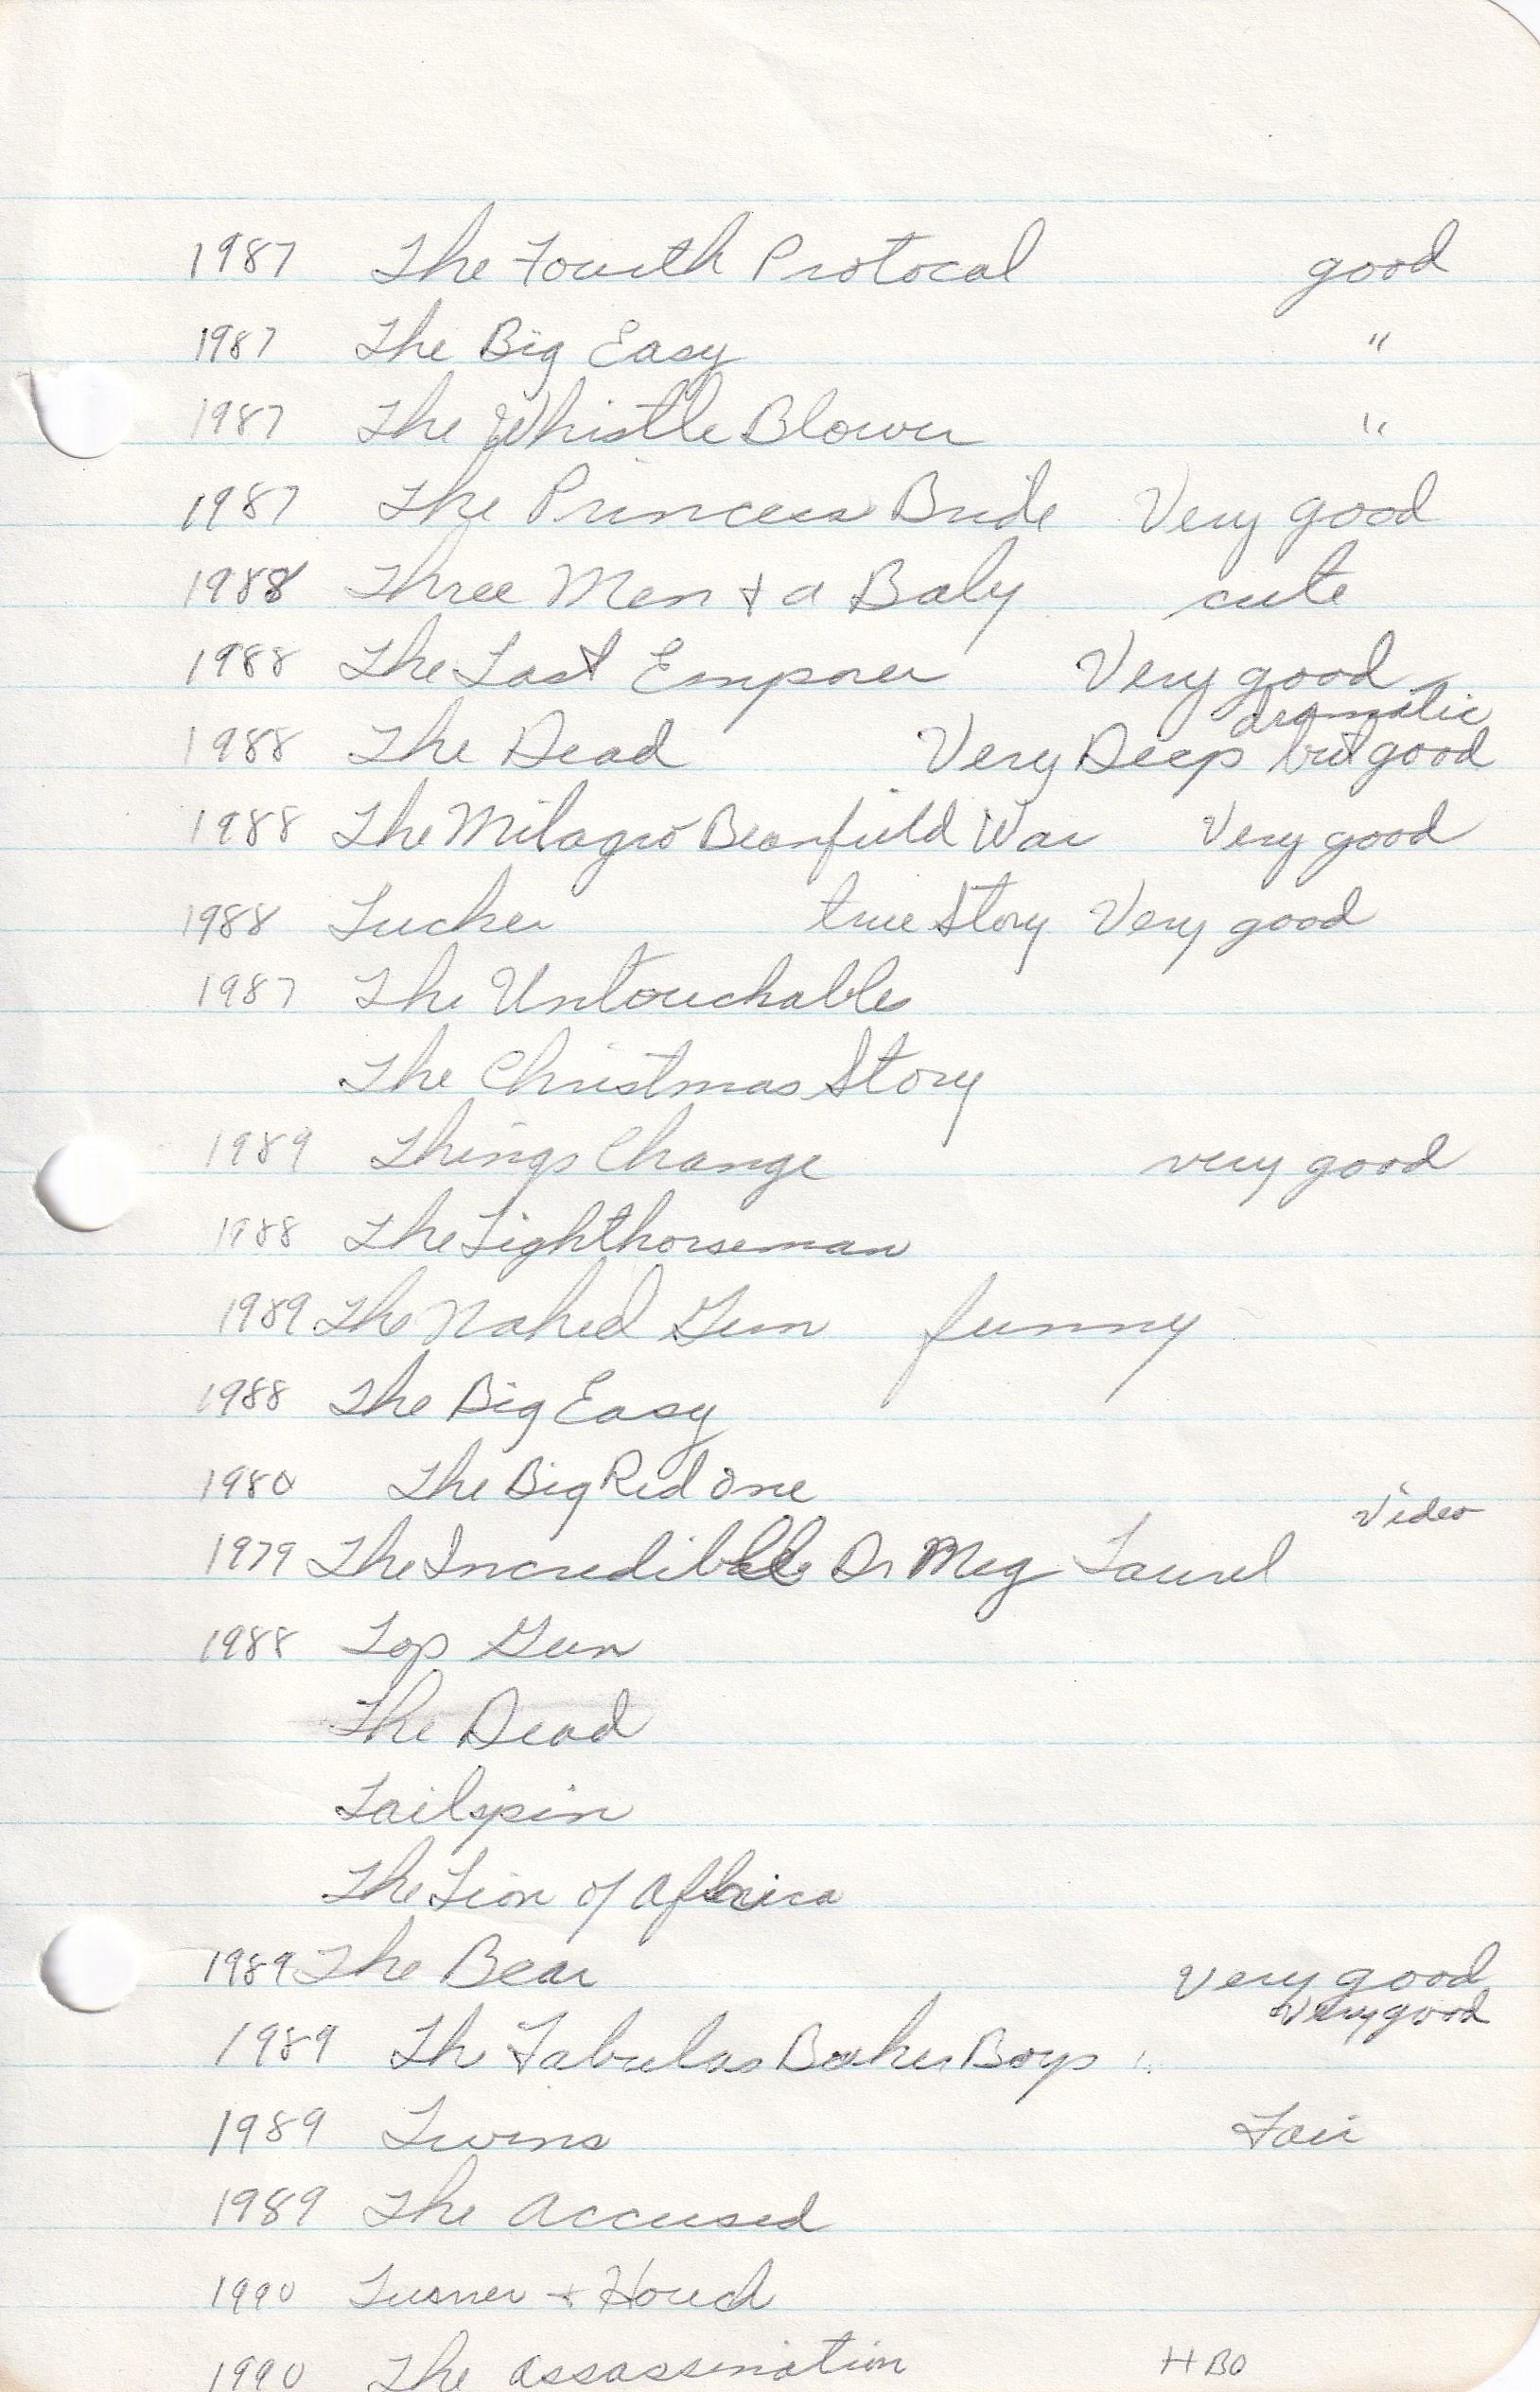 1987 The Fourth Protocal good
1987 The Big Easy "
1987 The Whistle Blower "
1987 The Princess Bride Very good
1988 Three Men + a Baby cute
1988 The Last Emporer Very good
dramatic
1988 The Dead Very Deep but good
1988 The Milagro Beanfield War Very good
1988 Tucker true Story Very good
1987 The Untouchables
The Christmas Story
1989 Things Change very good
1988 The Lighthorseman
1989 The Naked Gun funny
1988 The Big Easy
1980 The Big Red One
Video
1979 The Incredible Dr Meg Laurel
1988 Top Gun
The Dead
Tailspin
The Lion of Africa
1989 The Bear very good
Very good
1989 Th Fabulas Baker Boys
1989 Twins Fair
1989 The Accused
1990 Turner + Houch
1990 The assassination HBO